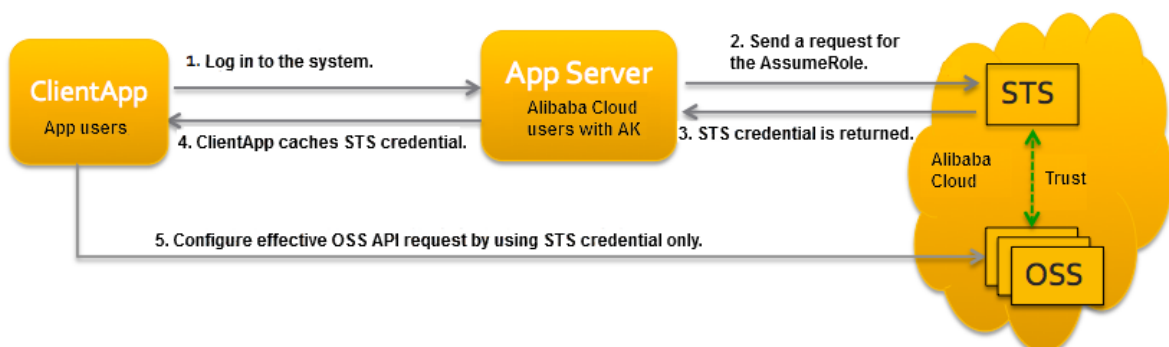 ClientApp
App users
1. Log in to the system.
4. ClientApp caches STS credential.
App Server
Alibaba Cloud
users with AK
2. Send a request for
the AssumeRole.
3. STS credential is returned.
STS
Alibaba
Cloud
Trust
5. Configure effective OSS API request by using STS credential only.
OSS